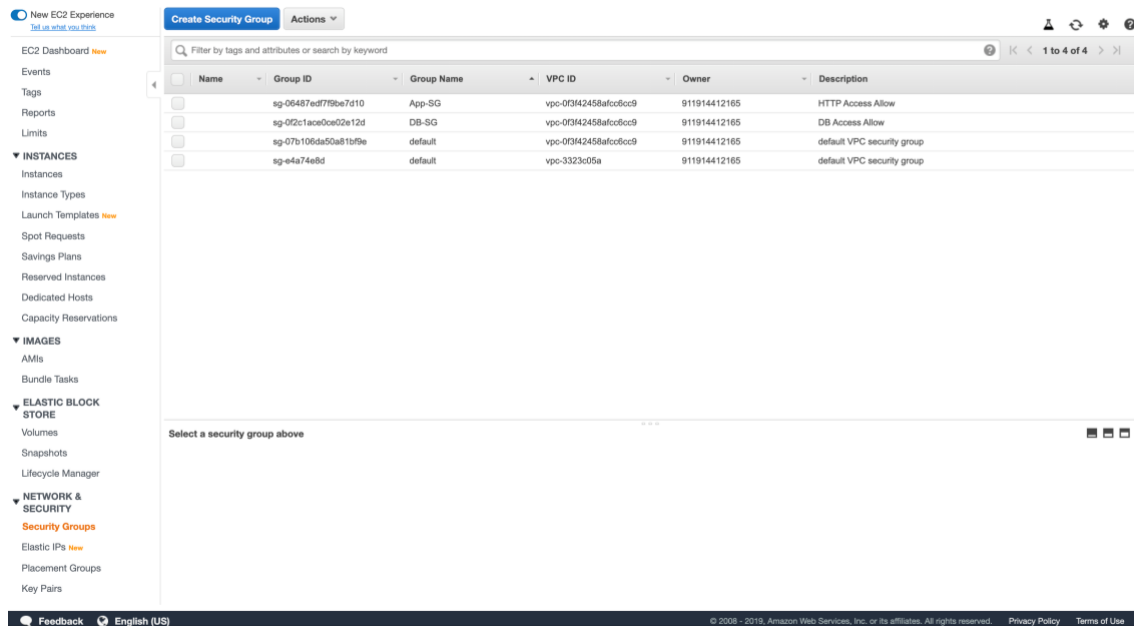 New EC2 Experience
Tell us what you think
EC2 Dashboard New
Events
Tags
Reports
Limits
INSTANCES
Instances
Instance Types
Launch Templates New
Spot Requests
Savings Plans
Reserved Instances
Dedicated Hosts
Capacity Reservations
IMAGES
AMIs
Bundle Tasks
ELASTIC BLOCK
STORE
Volumes
Snapshots
Lifecycle Manager
NETWORK &
SECURITY
Security Groups
Elastic IPs New
Placement Groups
Key Pairs
Create Security Group Actions
Filter by tags and attributes or search by keyword
1 to 4 of 4
Name Group ID Group Name VPC ID Owner Description
sg-06487edf7f9be7d10 App-SG vpc-0f3f42458afcc6cc9 911914412165 HTTP Access Allow
sg-0f2c1ace0ce02e12d DB-SG vpc-0f3f42458afcc6cc9 911914412165 DB Access Allow
sg-07b106da50a81bf9e default vpc-0f3f42458afcc6cc9 911914412165 default VPC security group
sg-e4a74e8d default vpc-3323c05a 911914412165 default VPC security group
Select a security group above
Feedback English (US) © 2008 - 2019, Amazon Web Services, Inc. or its affiliates. All rights reserved. Privacy Policy Terms of Use